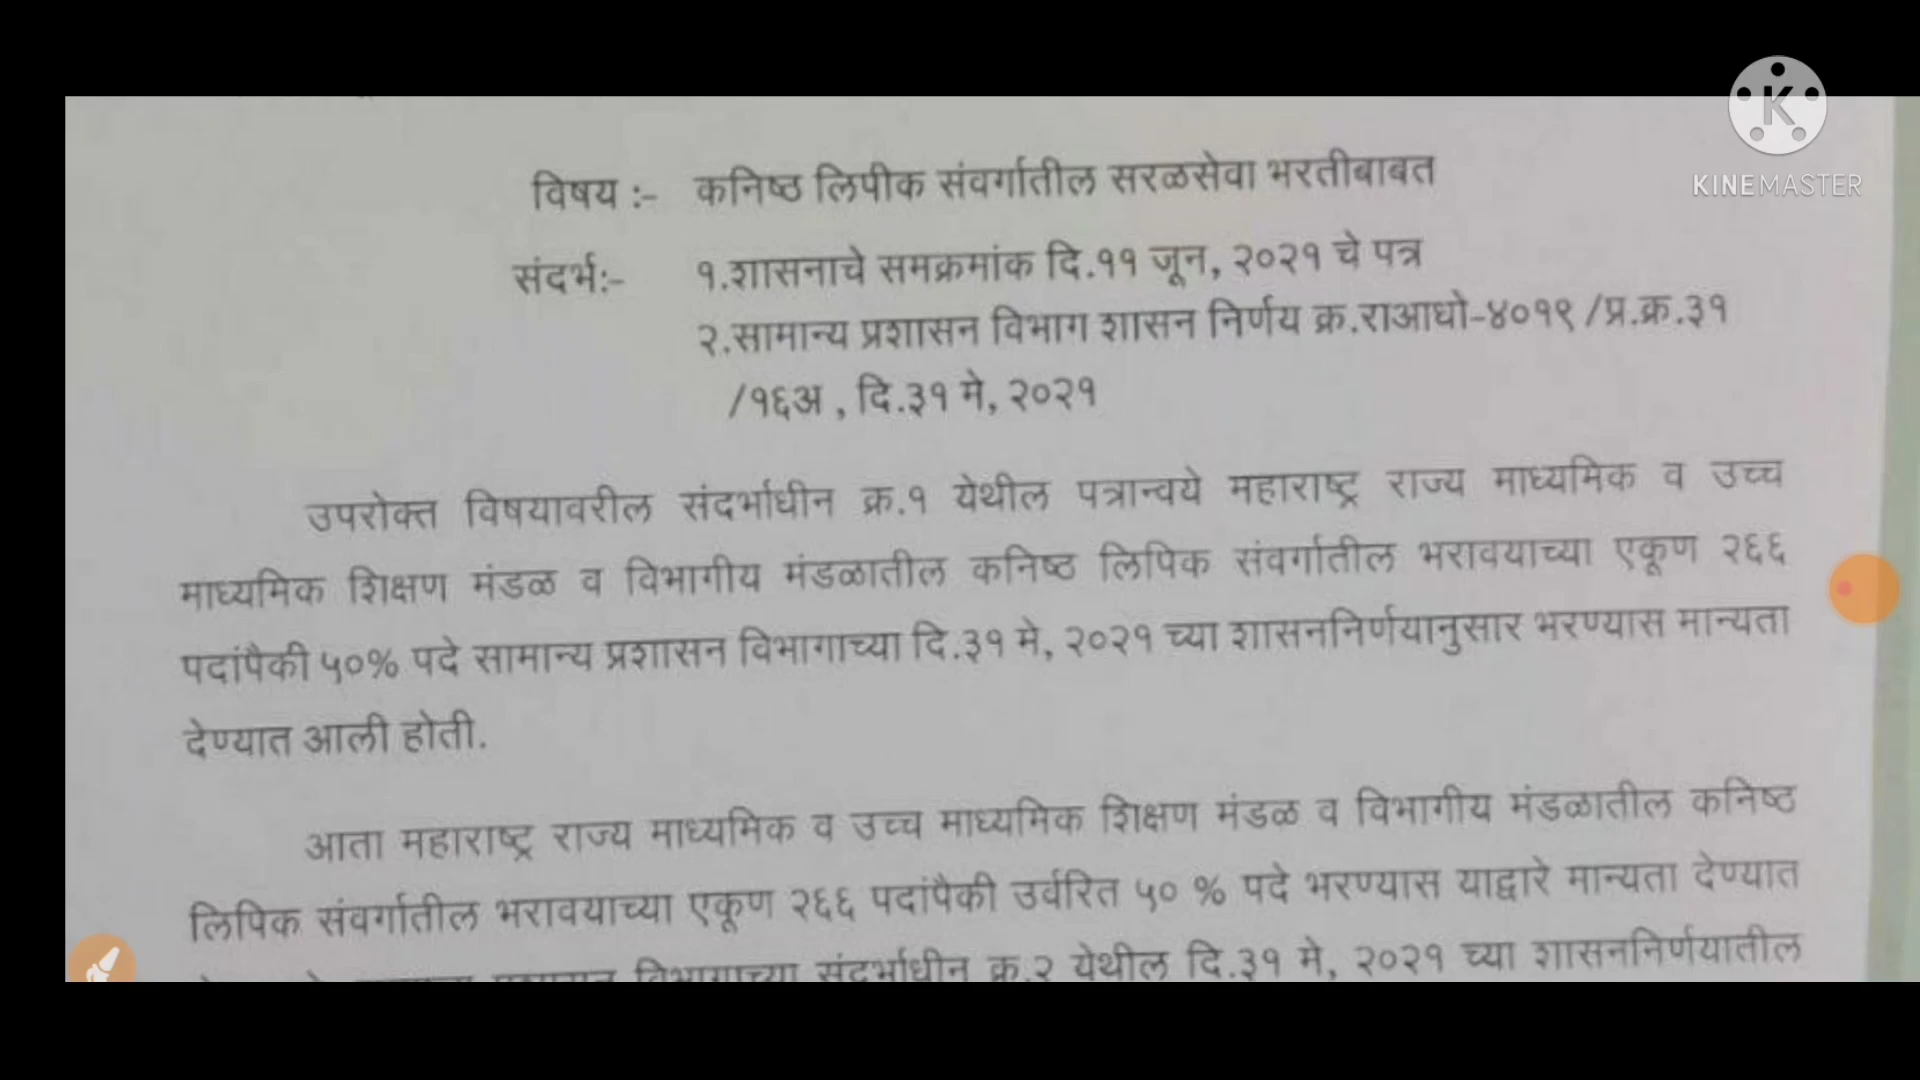 KINEMASTER
विषय :- कनिष्ठ लिपीक संवर्गातील सरळसेवा भरतीबाबत
संदर्भ:- १.शासनाचे समक्रमांक दि.११ जून, २०२१ चे पत्र
२.सामान्य प्रशासन विभाग शासन निर्णय क्र.राआधो-४०१९/प्र.क्र.३१
/१६अ , दि.३१ मे, २०२१
उपरोक्त विषयावरील संदर्भाधीन क्र.१ येथील पत्रान्वये महाराष्ट्र राज्य माध्यमिक व उच्च
माध्यमिक शिक्षण मंडळ व विभागीय मंडळातील कनिष्ठ लिपिक संवर्गातील भरावयाच्या एकूण २६६
पदांपैकी ५०% पदे सामान्य प्रशासन विभागाच्या दि.३१ मे, २०२१ च्या शासननिर्णयानुसार भरण्यास मान्यता
देण्यात आली होती.
आता महाराष्ट्र राज्य माध्यमिक व उच्च माध्यमिक शिक्षण मंडळ व विभागीय मंडळातील कनिष्ठ
लिपिक संवर्गातील भरावयाच्या एकूण २६६ पदांपैकी उर्वरित ५० % पदे भरण्यास याद्वारे मान्यता देण्यात
विभागाच्या संदर्भाधीन क्र.२ येथील दि.३१ मे, २०२१ च्या शासननिर्णयातील